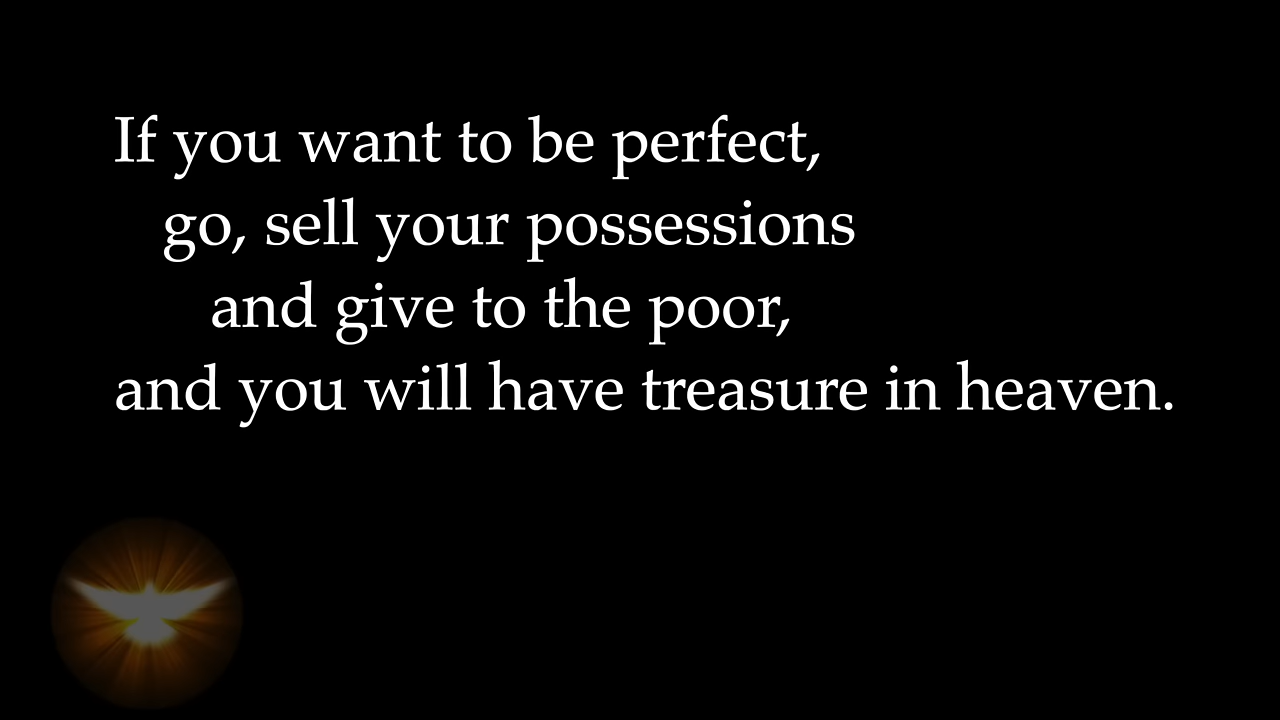 If you want to be perfect,
go, sell your possessions
and give to the poor,
and you will have treasure in heaven.